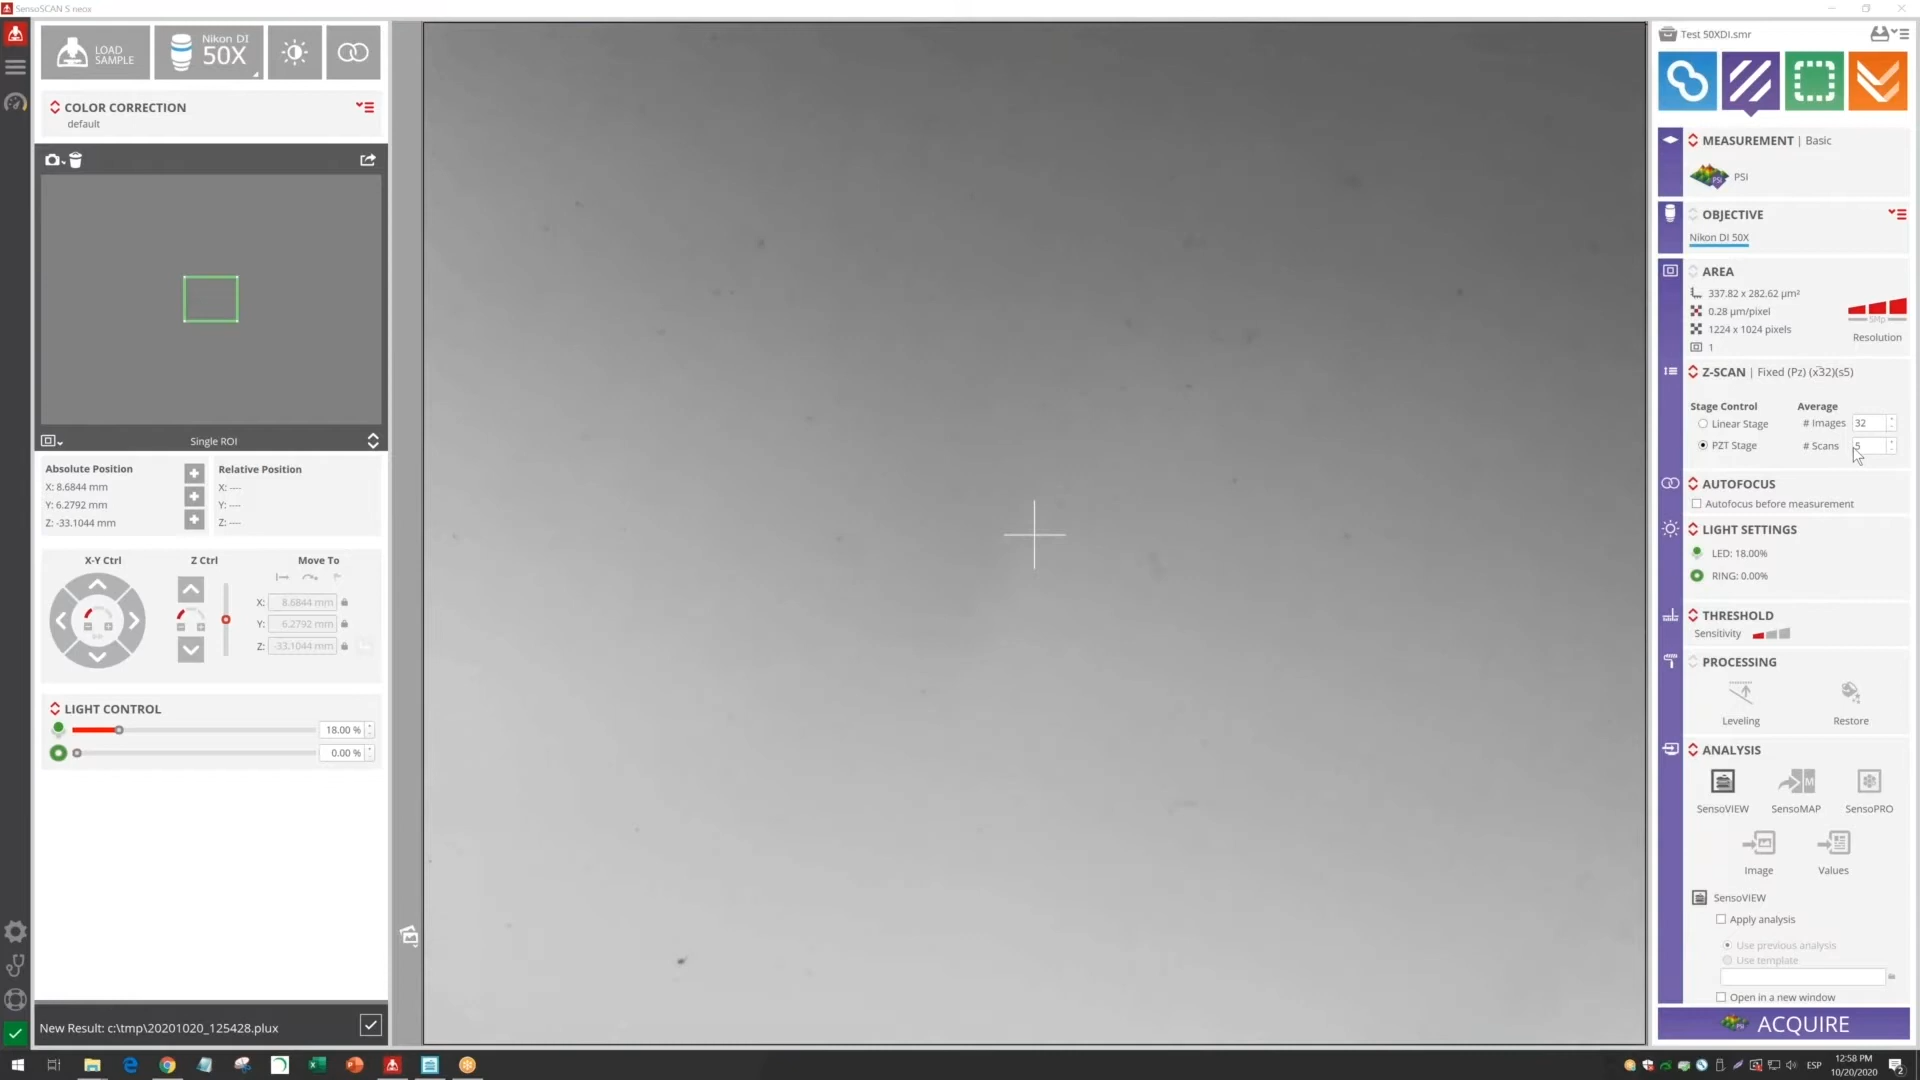 SensoSCAN S neox
LOAD SAMPLE
Nikon DI
50X
COLOR CORRECTION
default
Single ROI
Absolute Position
X: 8.6844 mm
Y: 6.2792 mm
Z: -33.1044 mm
Relative Position
X: ----
Y: ----
Z: ----
X-Y Ctrl
Z Ctrl
Move To
X: 8.6844 mm
Y: 6.2792 mm
Z: -33.1044 mm
LIGHT CONTROL
18.00 %
0.00 %
New Result: c:\tmp\20201020_125428.plux
Test 50XDI.smr
MEASUREMENT | Basic
PSI
OBJECTIVE
Nikon DI 50X
AREA
337.82 x 282.62 µm²
0.28 µm/pixel
1224 x 1024 pixels
1
5Mp
Resolution
Z-SCAN | Fixed (Pz) (x32)(s5)
Stage Control
Average
Linear Stage
# Images 32
PZT Stage
# Scans 5
AUTOFOCUS
Autofocus before measurement
LIGHT SETTINGS
LED: 18.00%
RING: 0.00%
THRESHOLD
Sensitivity
PROCESSING
Leveling
Restore
ANALYSIS
SensoVIEW
SensoMAP
SensoPRO
Image
Values
SensoVIEW
Apply analysis
Use previous analysis
Use template
Open in a new window
ACQUIRE
ESP
12:58 PM
10/20/2020
2